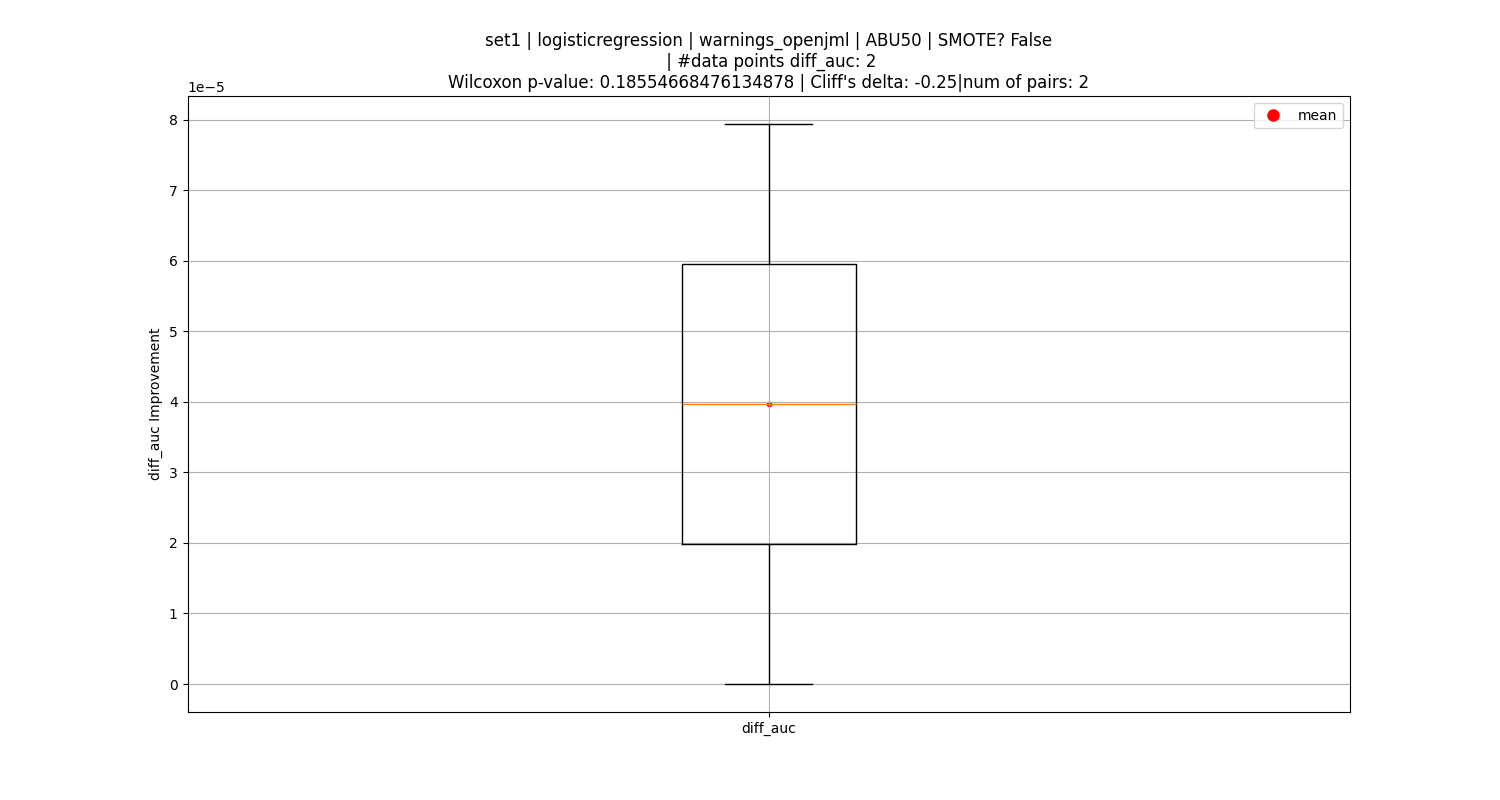 set1 | logisticregression | warnings_openjml | ABU50 | SMOTE? False
| #data points diff_auc: 2
Wilcoxon p-value: 0.18554668476134878 | Cliff's delta: -0.25|num of pairs: 2
1e−5
mean
8
7
6
5
4
3
2
1
0
diff_auc Improvement
diff_auc